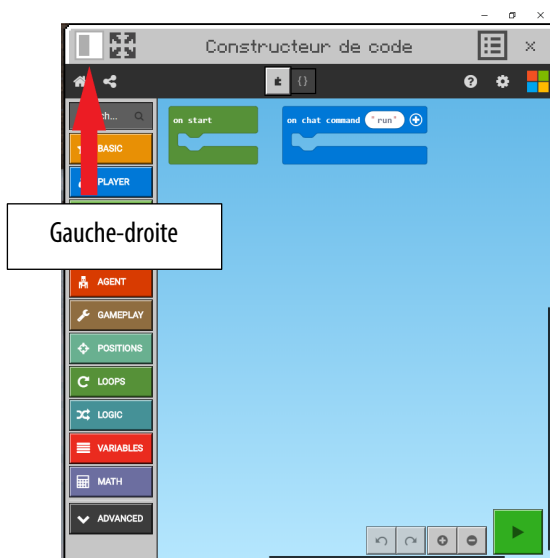 Constructeur de code
{}
ch...
on start
on chat command "run"
BASIC
PLAYER
Gauche-droite
AGENT
GAMEPLAY
POSITIONS
LOOPS
LOGIC
VARIABLES
MATH
ADVANCED